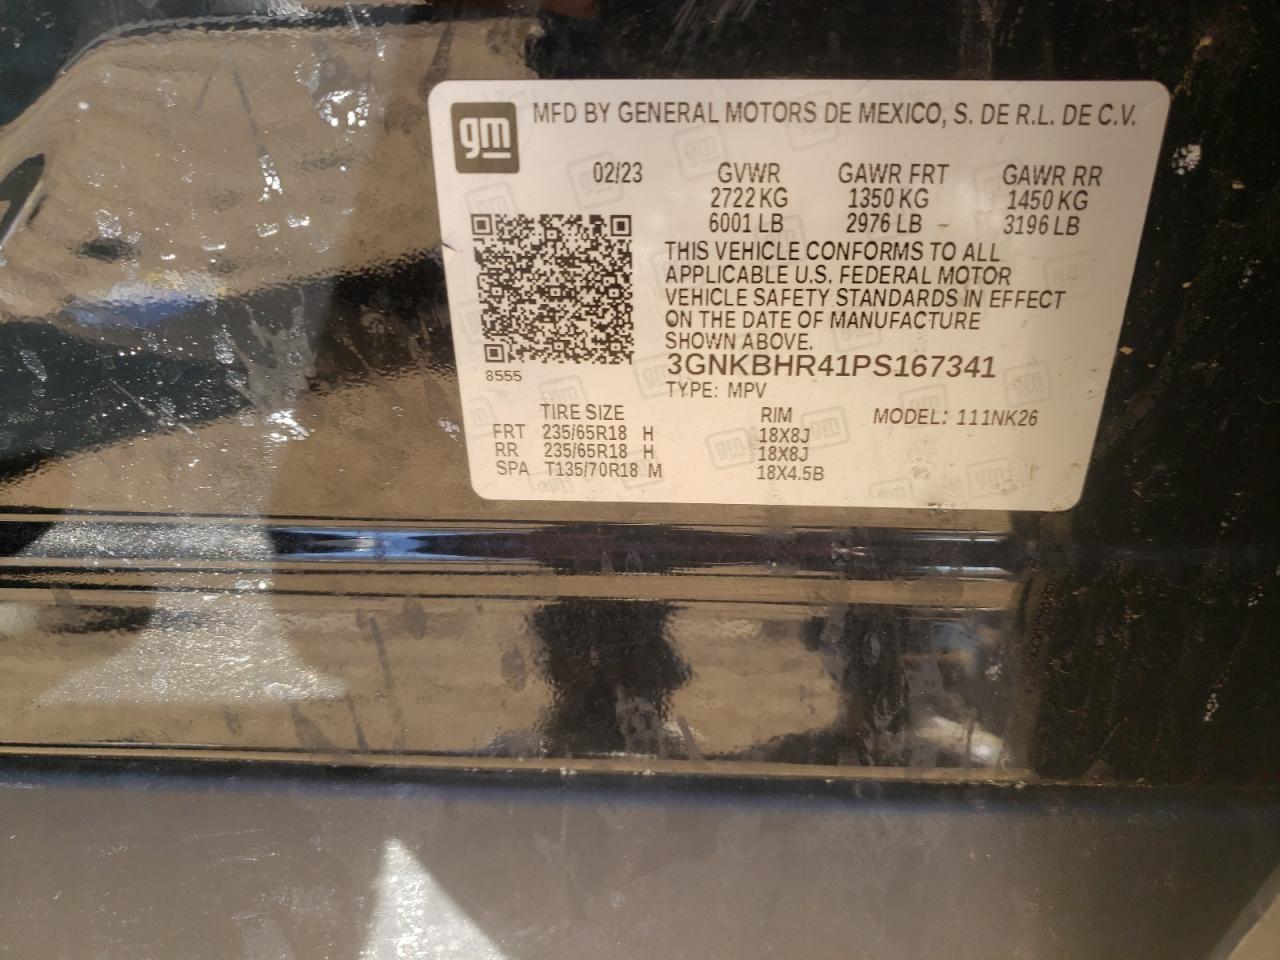 gm MFD BY GENERAL MOTORS DE MEXICO, S. DE R.L. DE C.V.
02/23 GVWR GAWR FRT GAWR RR
2722 KG 1350 KG 1450 KG
6001 LB 2976 LB 3196 LB
THIS VEHICLE CONFORMS TO ALL
APPLICABLE U.S. FEDERAL MOTOR
VEHICLE SAFETY STANDARDS IN EFFECT
ON THE DATE OF MANUFACTURE
SHOWN ABOVE.
3GNKBHR41PS167341
8555
TYPE: MPV
TIRE SIZE RIM MODEL: 111NK26
FRT 235/65R18 H 18X8J
RR 235/65R18 H 18X8J
SPA T135/70R18 M 18X4.5B